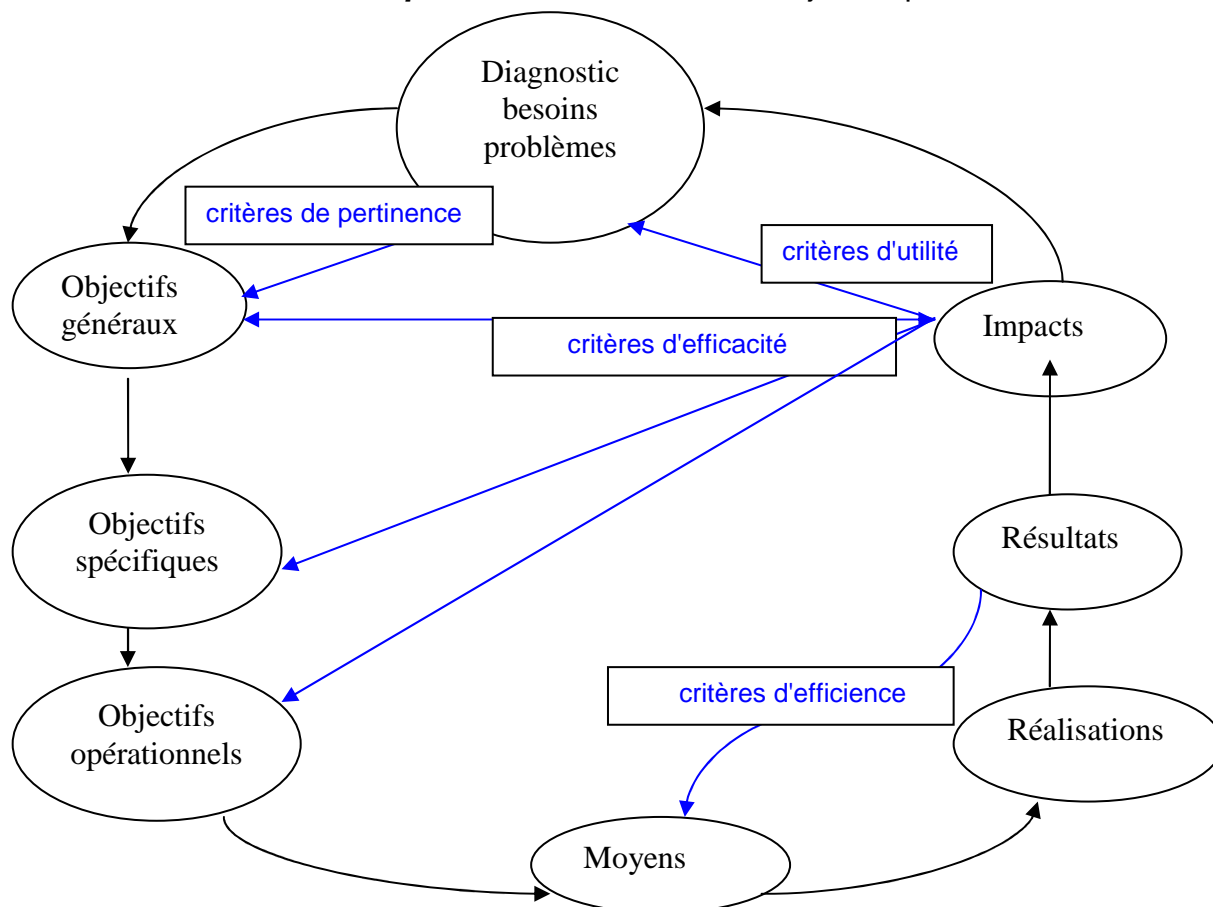 Diagnostic
besoins
problèmes
critères de pertinence
critères d'utilité
Objectifs
généraux
Impacts
critères d'efficacité
Objectifs
spécifiques
Résultats
critères d'efficience
Objectifs
opérationnels
Réalisations
Moyens